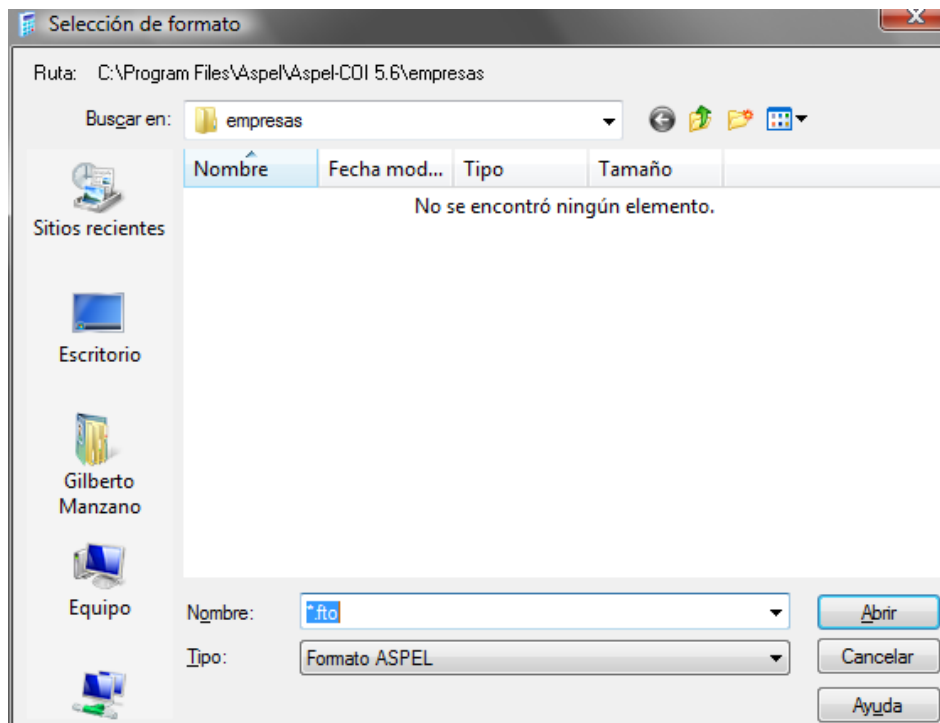 Selección de formato
Ruta: C:\Program Files\Aspel\Aspel-COI 5.6\empresas
Buscar en: empresas
Nombre Fecha mod... Tipo Tamaño
No se encontró ningún elemento.
Sitios recientes
Escritorio
Gilberto
Manzano
Equipo
Nombre: *.fto Abrir
Tipo: Formato ASPEL Cancelar
Ayuda